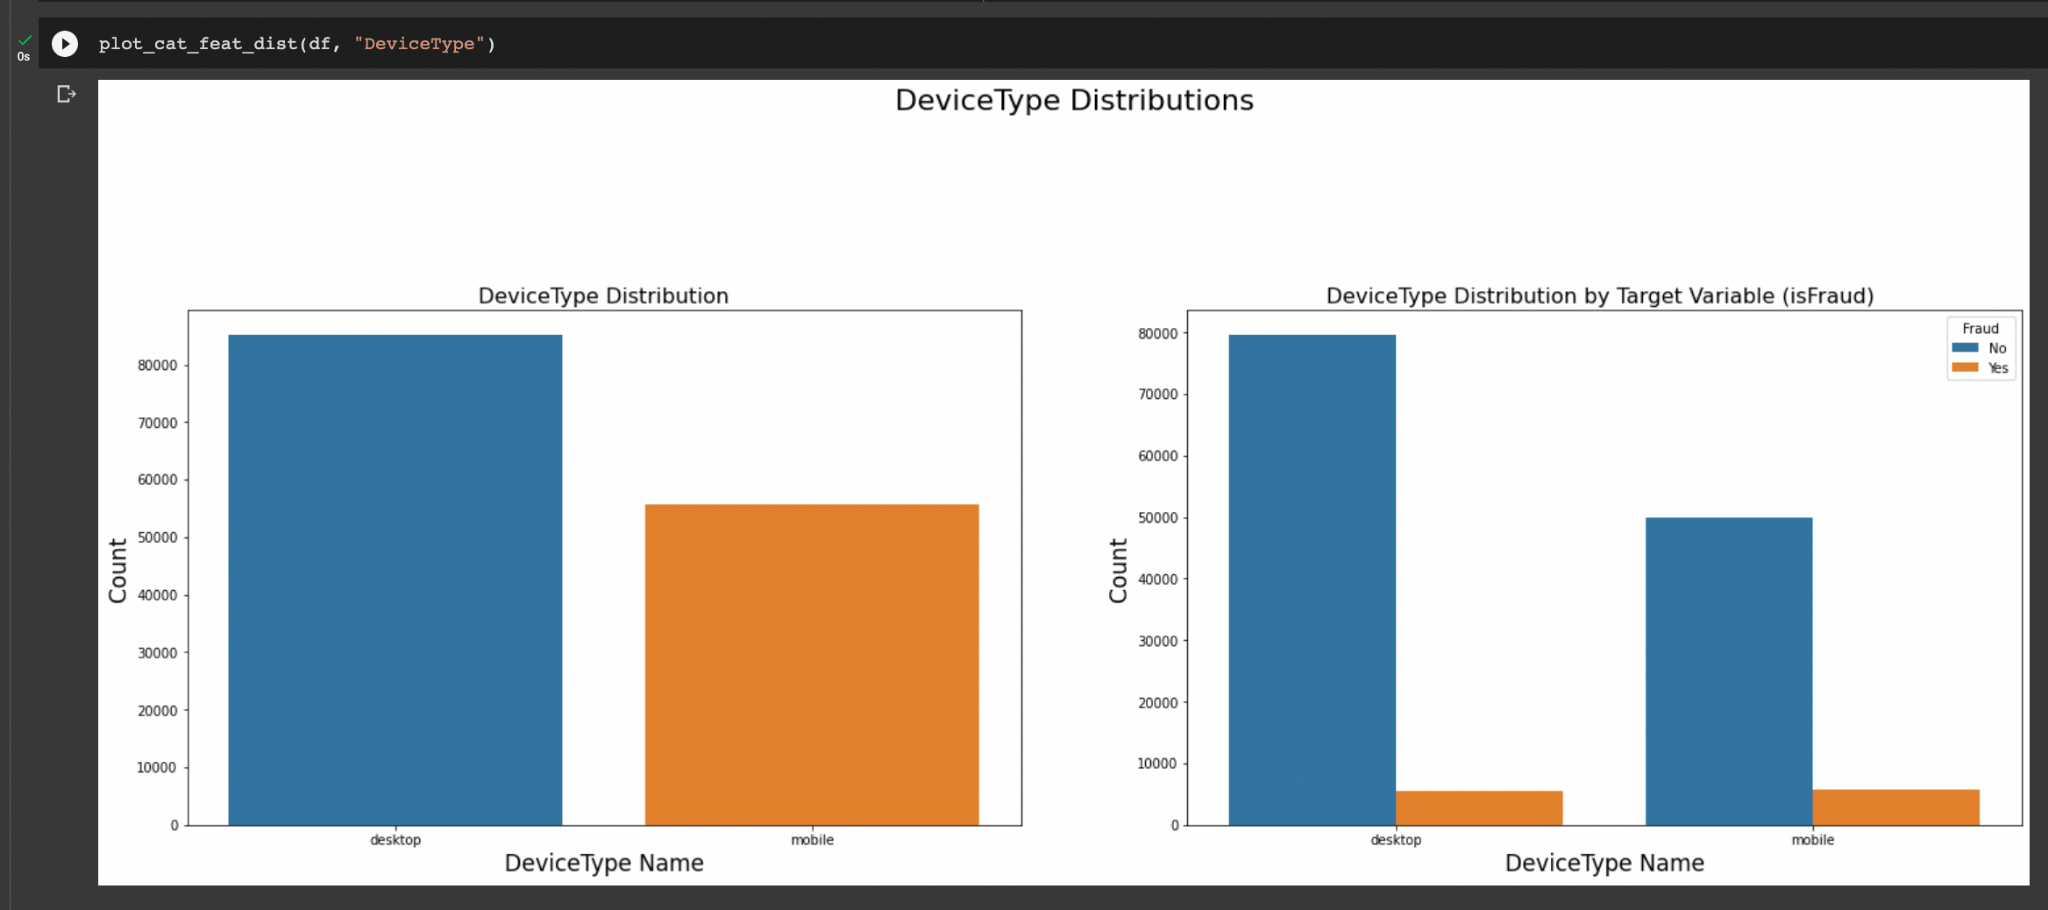 plot_cat_feat_dist(df, "DeviceType")
0s
DeviceType Distributions
DeviceType Distribution
80000
70000
60000
50000
40000
30000
20000
10000
0
Count
desktop mobile
DeviceType Name
DeviceType Distribution by Target Variable (isFraud)
Fraud
No
Yes
80000
70000
60000
50000
40000
30000
20000
10000
0
Count
desktop mobile
DeviceType Name